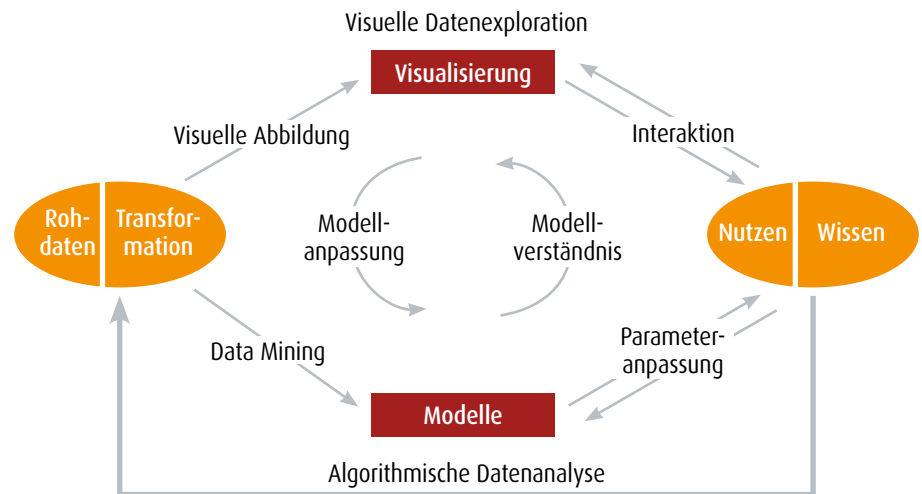 Visuelle Datenexploration
Visualisierung
Visuelle Abbildung
Interaktion
Roh-
daten
Transfor-
mation
Modell-
anpassung
Modell-
verständnis
Nutzen
Wissen
Data Mining
Parameter-
anpassung
Modelle
Algorithmische Datenanalyse